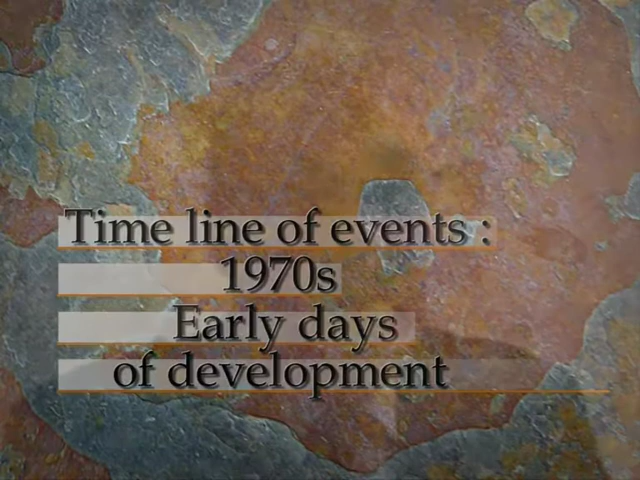 Time line of events :
1970s
Early days
of development